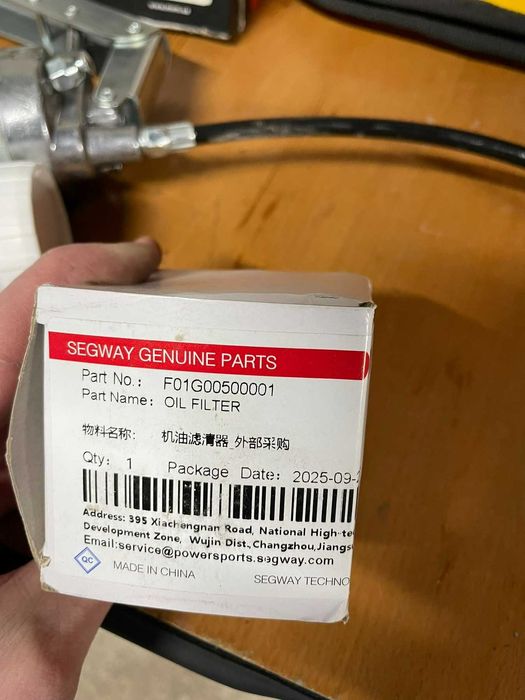 SEGWAY GENUINE PARTS
Part No.: F01G00500001
Part Name: OIL FILTER
物料名称: 机油滤清器_外部采购
Qty: 1 Package Date: 2025-09-
Address: 395 Xiachengnan Road, National High-te
Development Zone, Wujin Dist., Changzhou, Jiangs
Email:service@powersports.segway.com
QC
MADE IN CHINA
SEGWAY TECHNO